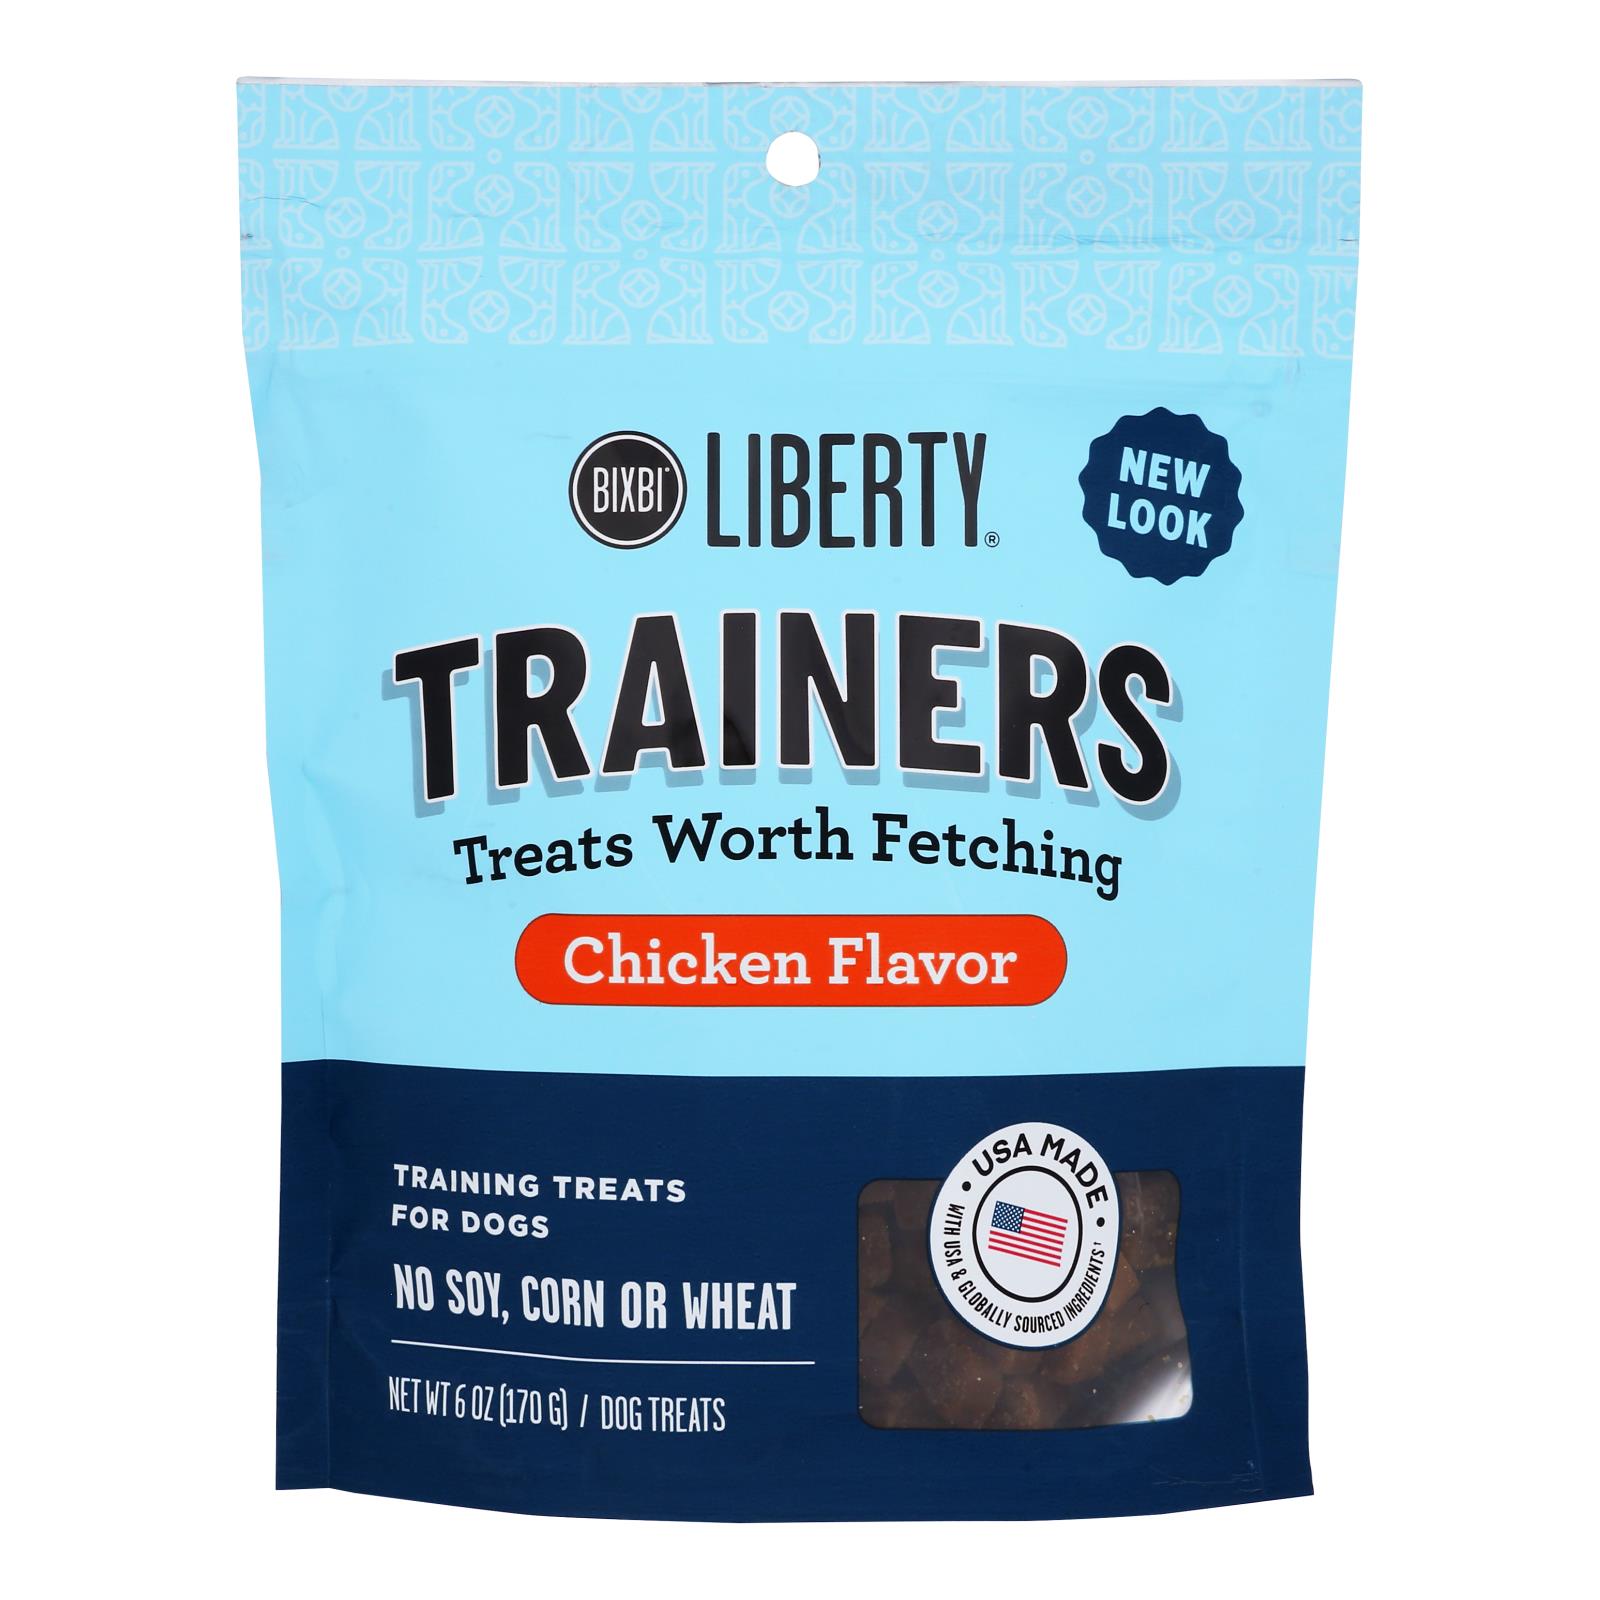 BIXBI® LIBERTY®
NEW
LOOK
TRAINERS
Treats Worth Fetching
Chicken Flavor
TRAINING TREATS
FOR DOGS
NO SOY, CORN OR WHEAT
NET WT 6 OZ (170 G) / DOG TREATS
• USA MADE •
WITH USA & GLOBALLY SOURCED INGREDIENTS†